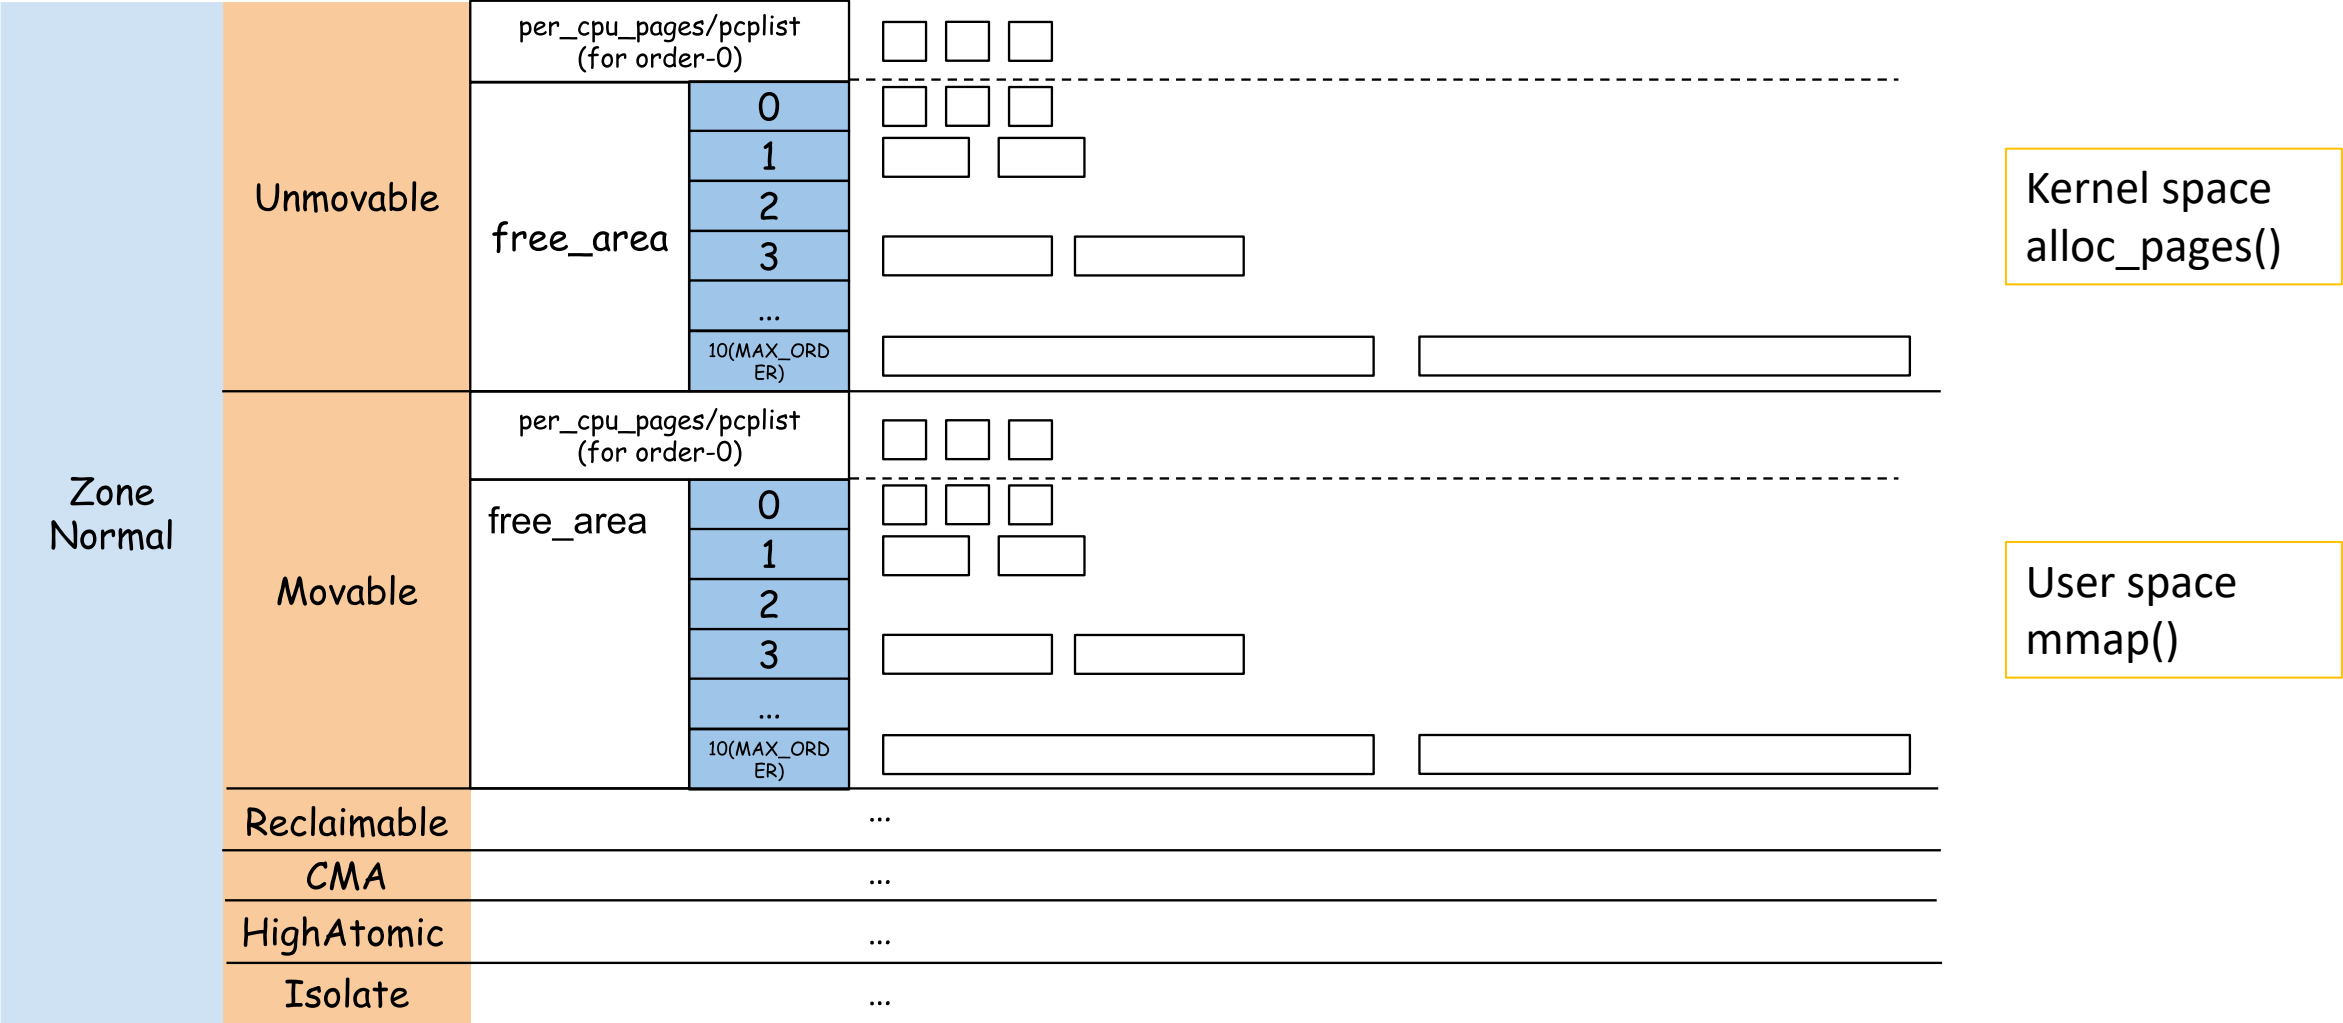 Zone
Normal
Unmovable
per_cpu_pages/pcplist
(for order-0)
free_area
0
1
2
3
...
10(MAX_ORD
ER)
Kernel space
alloc_pages()
Movable
per_cpu_pages/pcplist
(for order-0)
free_area
0
1
2
3
...
10(MAX_ORD
ER)
User space
mmap()
Reclaimable
...
CMA
...
HighAtomic
...
Isolate
...